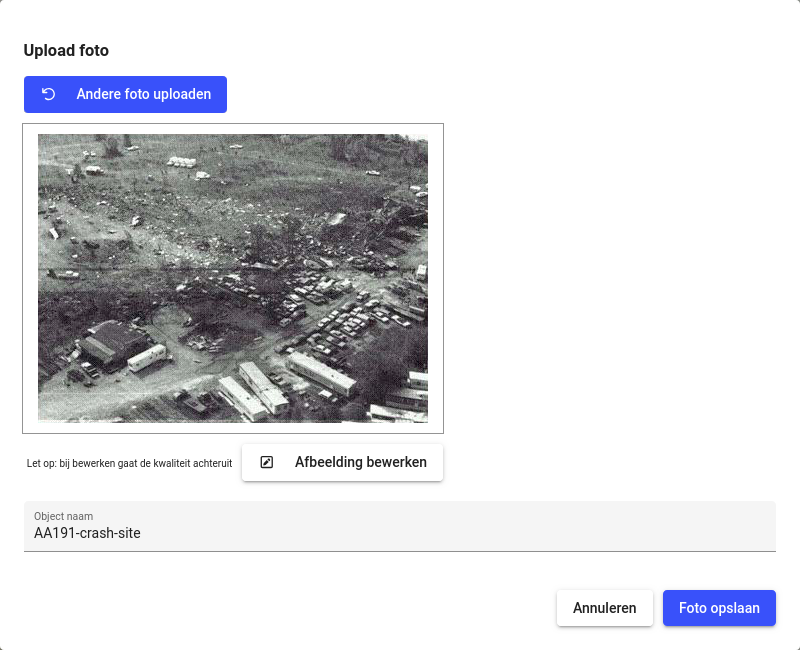 Upload foto
Andere foto uploaden
Let op: bij bewerken gaat de kwaliteit achteruit
Afbeelding bewerken
Object naam
AA191-crash-site
Annuleren
Foto opslaan